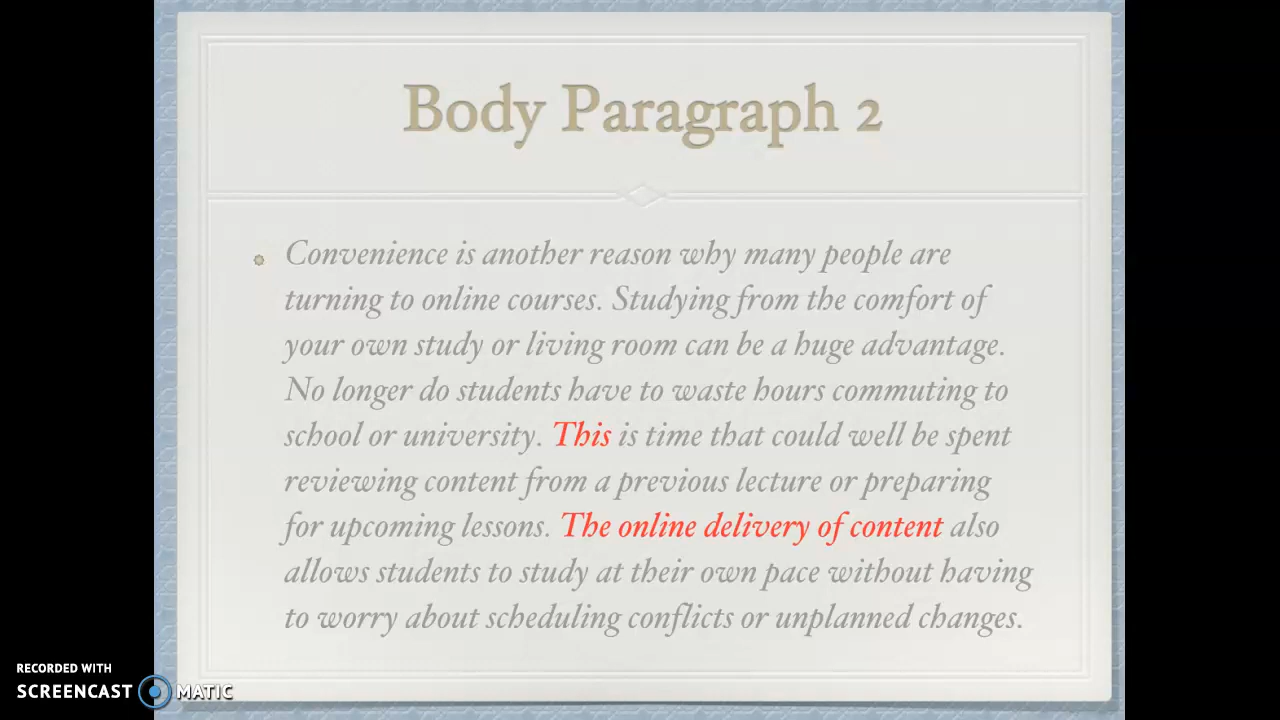 Body Paragraph 2
Convenience is another reason why many people are
turning to online courses. Studying from the comfort of
your own study or living room can be a huge advantage.
No longer do students have to waste hours commuting to
school or university. This is time that could well be spent
reviewing content from a previous lecture or preparing
for upcoming lessons. The online delivery of content also
allows students to study at their own pace without having
to worry about scheduling conflicts or unplanned changes.
RECORDED WITH
SCREENCAST MATIC